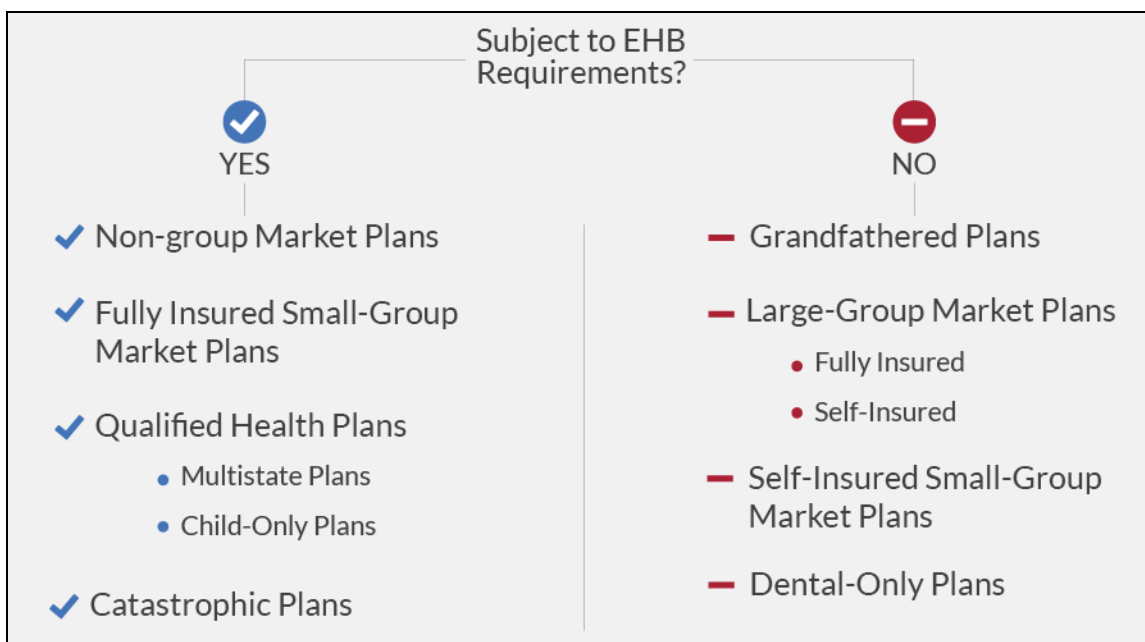 Subject to EHB
Requirements?
YES
Non-group Market Plans
Fully Insured Small-Group
Market Plans
Qualified Health Plans
Multistate Plans
Child-Only Plans
Catastrophic Plans
NO
Grandfathered Plans
Large-Group Market Plans
Fully Insured
Self-Insured
Self-Insured Small-Group
Market Plans
Dental-Only Plans